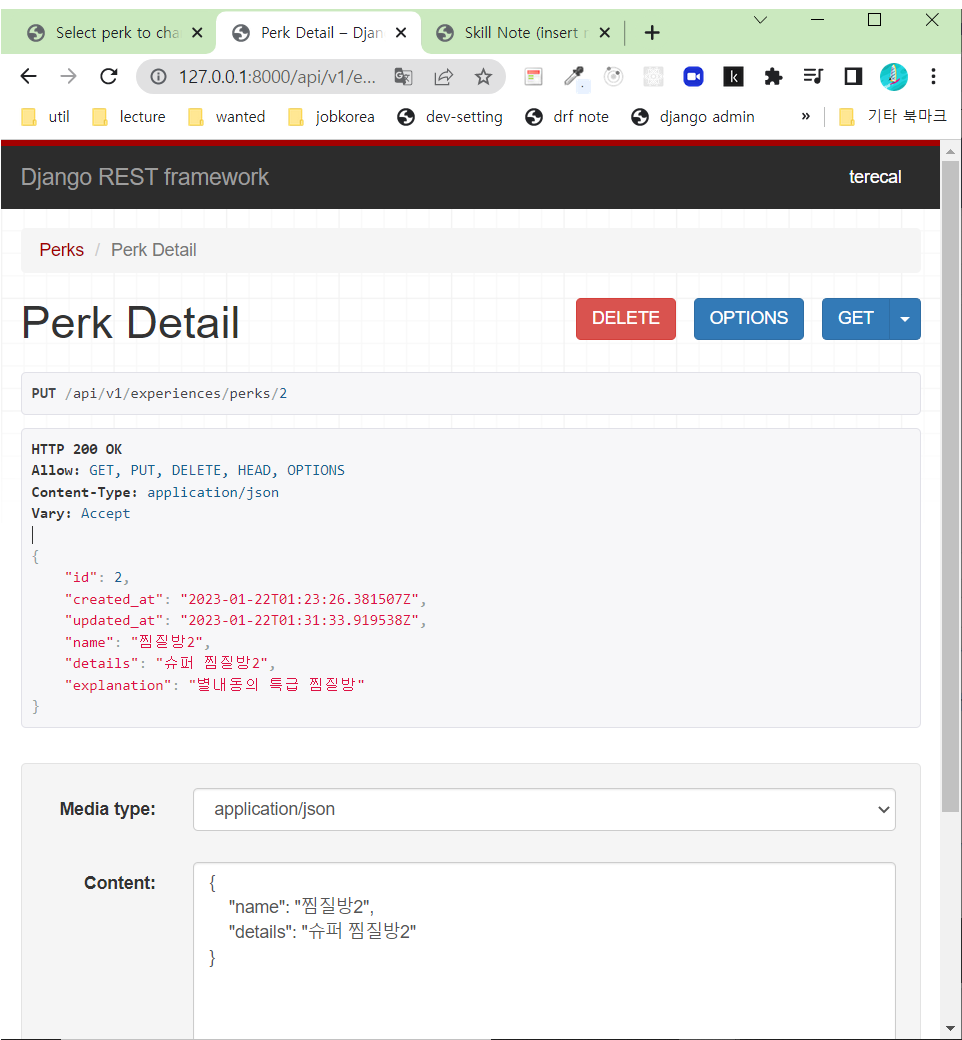 Select perk to cha
Perk Detail – Djan
Skill Note (insert
127.0.0.1:8000/api/v1/e...
util
lecture
wanted
jobkorea
dev-setting
drf note
django admin
»
기타 북마크
Django REST framework
terecal
Perks / Perk Detail
Perk Detail
DELETE
OPTIONS
GET
PUT /api/v1/experiences/perks/2
HTTP 200 OK
Allow: GET, PUT, DELETE, HEAD, OPTIONS
Content-Type: application/json
Vary: Accept
{
"id": 2,
"created_at": "2023-01-22T01:23:26.381507Z",
"updated_at": "2023-01-22T01:31:33.919538Z",
"name": "찜질방2",
"details": "슈퍼 찜질방2",
"explanation": "별내동의 특급 찜질방"
}
Media type:
application/json
Content:
{
"name": "찜질방2",
"details": "슈퍼 찜질방2"
}